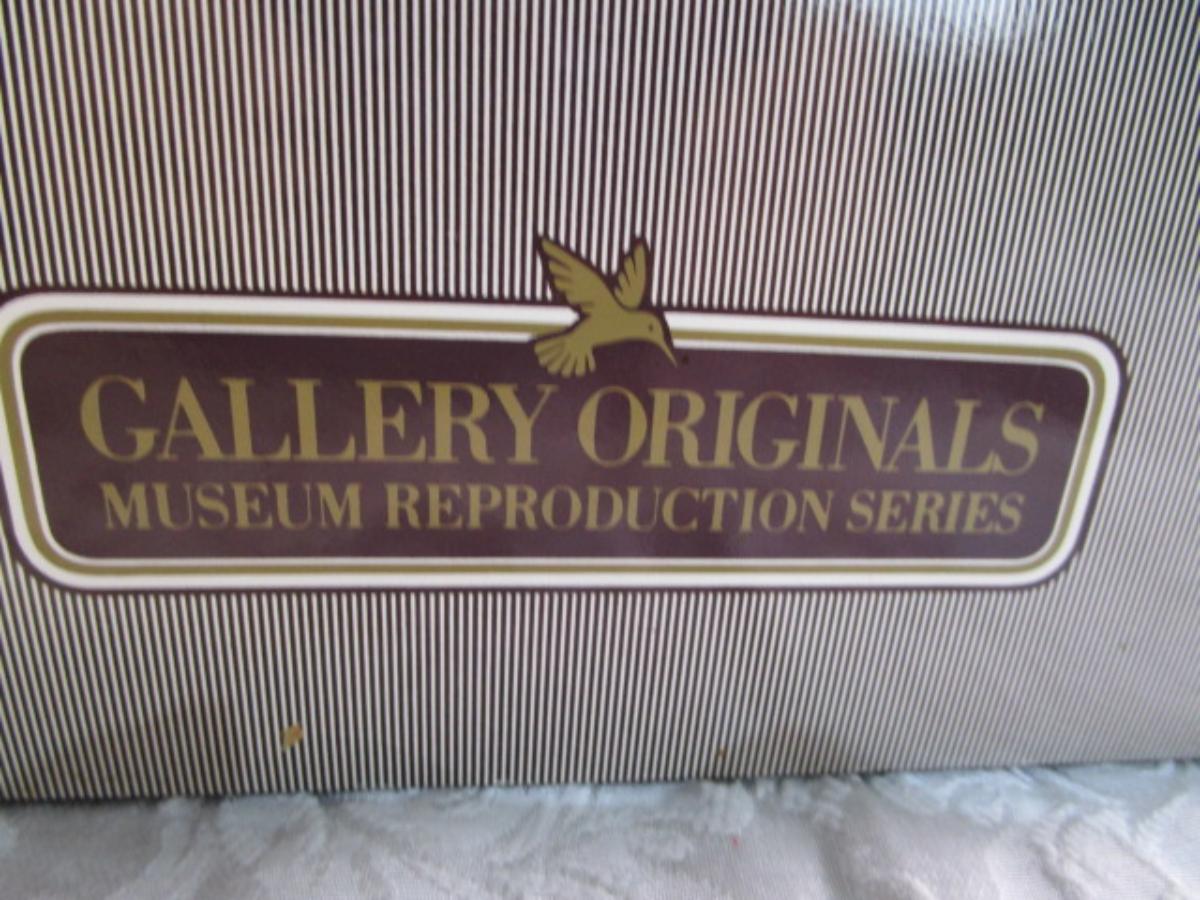 GALLERY ORIGINALS
MUSEUM REPRODUCTION SERIES